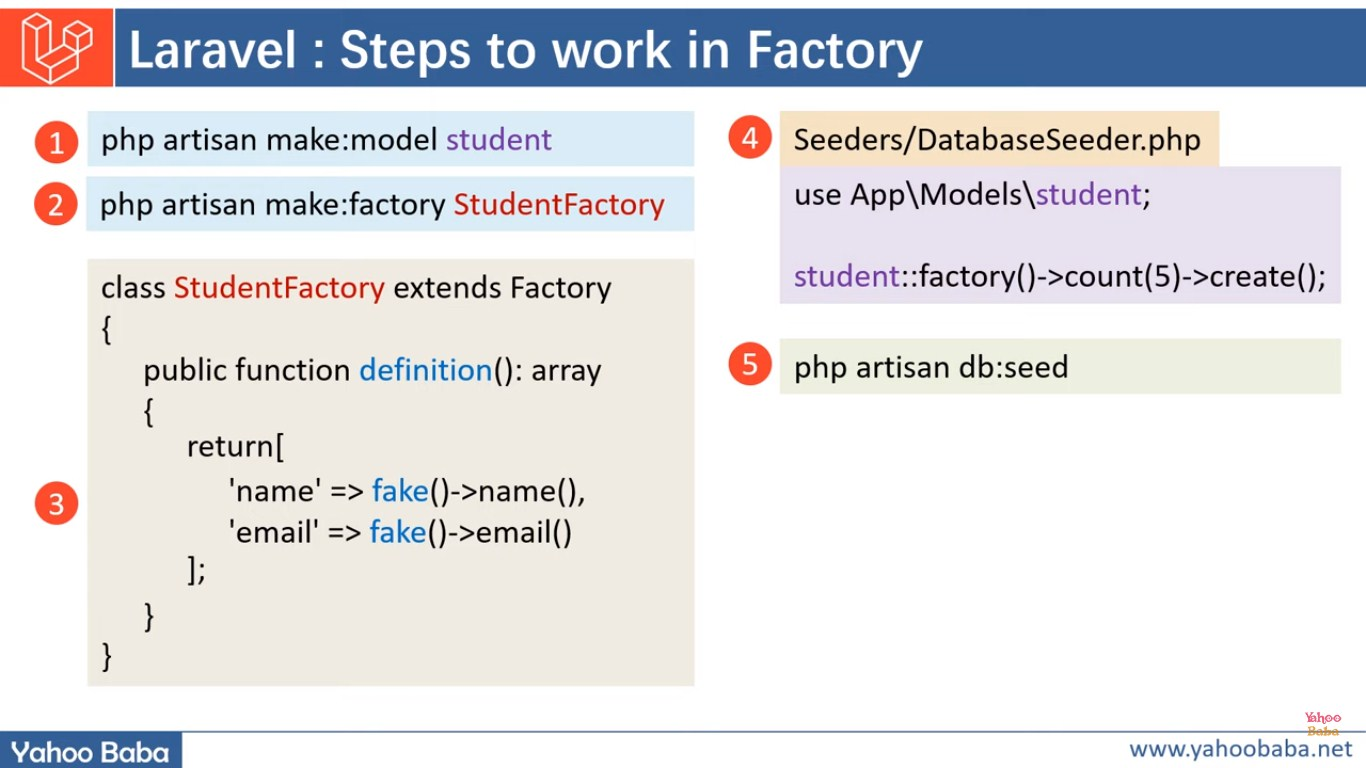 Laravel : Steps to work in Factory
1
php artisan make:model student
2
php artisan make:factory StudentFactory
3
class StudentFactory extends Factory
{
public function definition(): array
{
return[
'name' => fake()->name(),
'email' => fake()->email()
];
}
}
4
Seeders/DatabaseSeeder.php
use App\Models\student;
student::factory()->count(5)->create();
5
php artisan db:seed
Yahoo
Baba
Yahoo Baba
www.yahoobaba.net